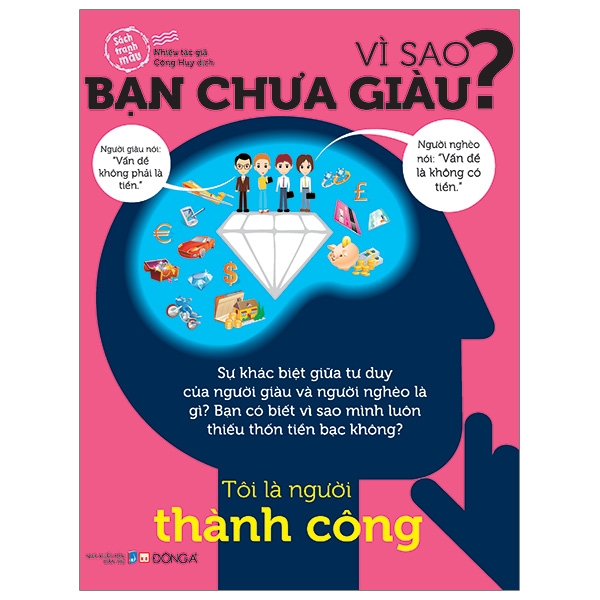 Sách
tranh
màu
Nhiều tác giả
Công Huy dịch
VÌ SAO
BẠN CHƯA GIÀU?
Người giàu nói:
"Vấn đề
không phải là
tiền."
Người nghèo
nói: "Vấn đề
là không có
tiền."
Sự khác biệt giữa tư duy
của người giàu và người nghèo là
gì? Bạn có biết vì sao mình luôn
thiếu thốn tiền bạc không?
Tôi là người
thành công
ĐÔNG A